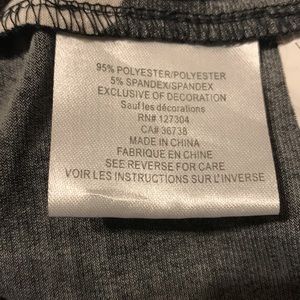 95% POLYESTER/POLYESTER
5% SPANDEX/SPANDEX
EXCLUSIVE OF DECORATION
Sauf les décorations
RN# 127304
CA# 36738
MADE IN CHINA
FABRIQUE EN CHINE
SEE REVERSE FOR CARE
VOIR LES INSTRUCTIONS SUR L'INVERSE